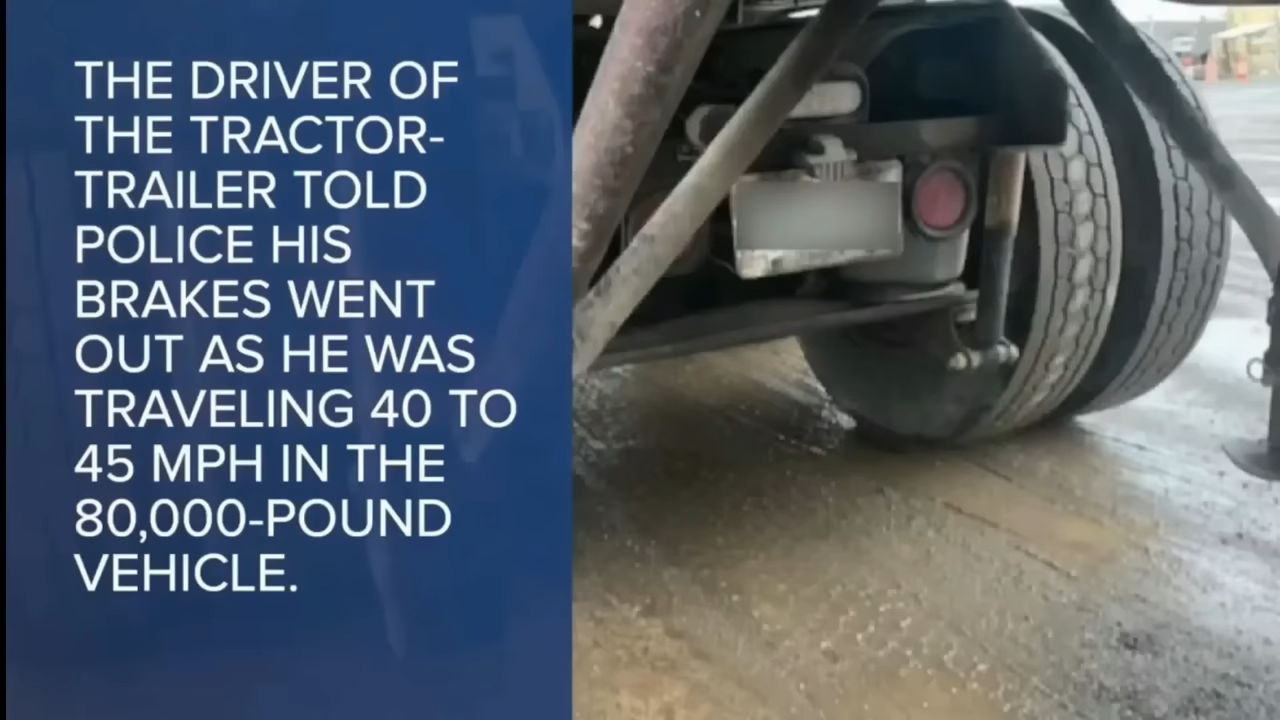 THE DRIVER OF
THE TRACTOR-
TRAILER TOLD
POLICE HIS
BRAKES WENT
OUT AS HE WAS
TRAVELING 40 TO
45 MPH IN THE
80,000-POUND
VEHICLE.